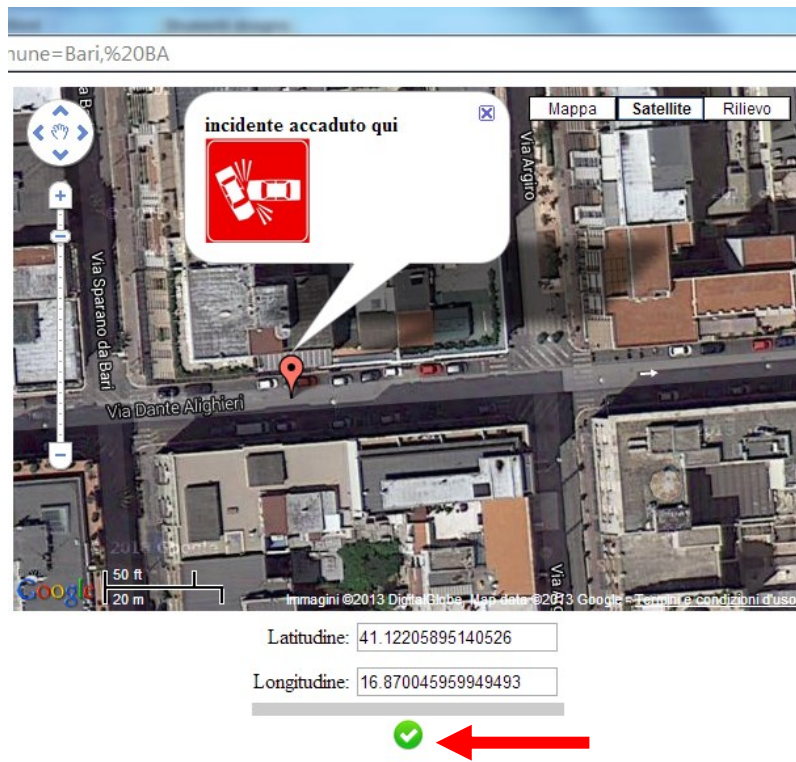 nune=Bari,%20BA
incidente accaduto qui
Mappa
Satellite
Rilievo
Via Argiro
Via Sparano da Bari
Via Dante Alighieri
50 ft
20 m
Google
Immagini ©2013 DigitalGlobe, Map data ©2013 Google - Termini e condizioni d'uso
Latitudine: 41.12205895140526
Longitudine: 16.870045959949493